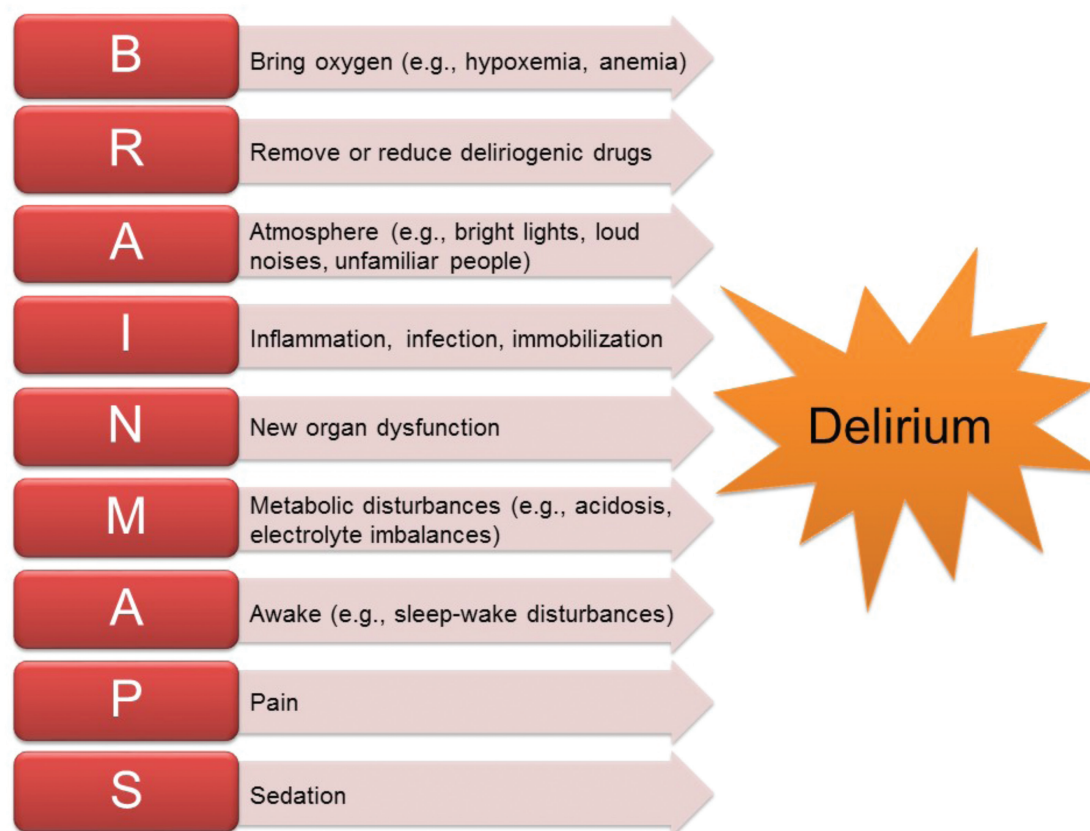 B
Bring oxygen (e.g., hypoxemia, anemia)
R
Remove or reduce deliriogenic drugs
A
Atmosphere (e.g., bright lights, loud
noises, unfamiliar people)
I
Inflammation, infection, immobilization
N
New organ dysfunction
M
Metabolic disturbances (e.g., acidosis,
electrolyte imbalances)
A
Awake (e.g., sleep-wake disturbances)
P
Pain
S
Sedation
Delirium